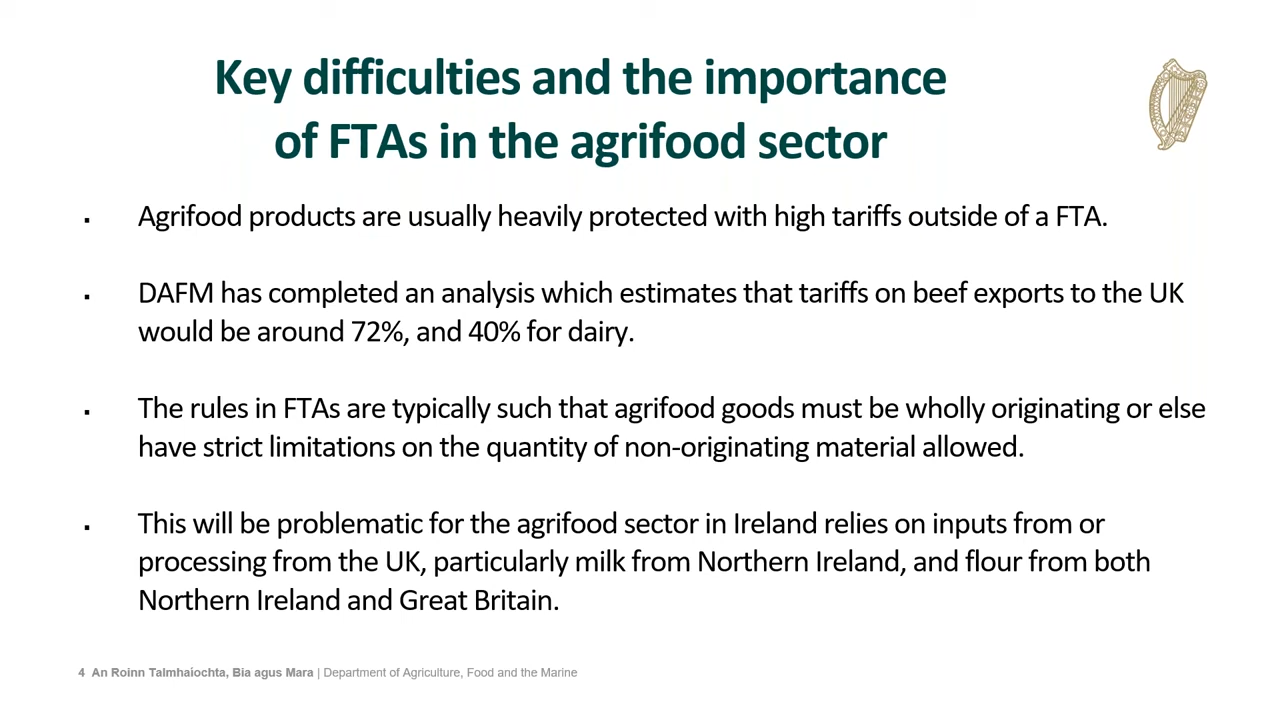 Key difficulties and the importance
of FTAs in the agrifood sector
▪ Agrifood products are usually heavily protected with high tariffs outside of a FTA.
▪ DAFM has completed an analysis which estimates that tariffs on beef exports to the UK
would be around 72%, and 40% for dairy.
▪ The rules in FTAs are typically such that agrifood goods must be wholly originating or else
have strict limitations on the quantity of non-originating material allowed.
▪ This will be problematic for the agrifood sector in Ireland relies on inputs from or
processing from the UK, particularly milk from Northern Ireland, and flour from both
Northern Ireland and Great Britain.
4 An Roinn Talmhaíochta, Bia agus Mara | Department of Agriculture, Food and the Marine